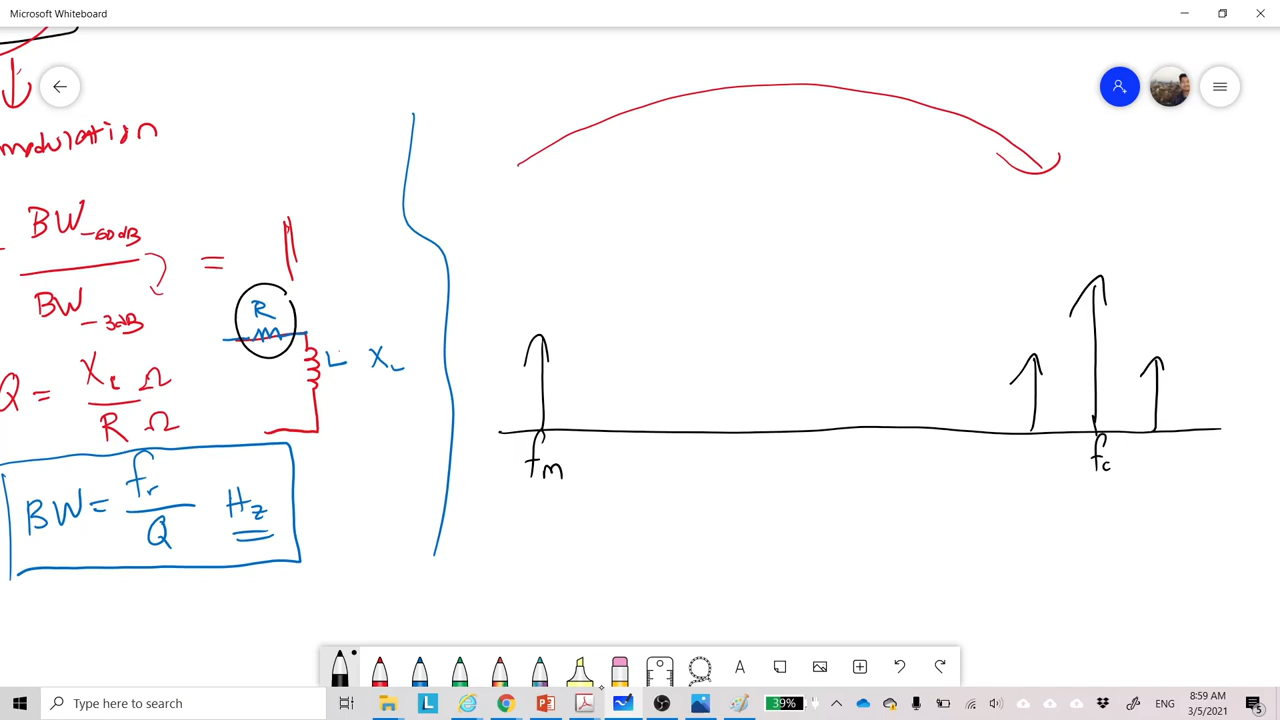 Microsoft Whiteboard
modulation
BW-60dB
BW-3dB
=
Q = XL Ω
R Ω
R
L
XL
BW = fr
Q
Hz
fm
fc
A
Type here to search
39%
8:59 AM
3/5/2021
5